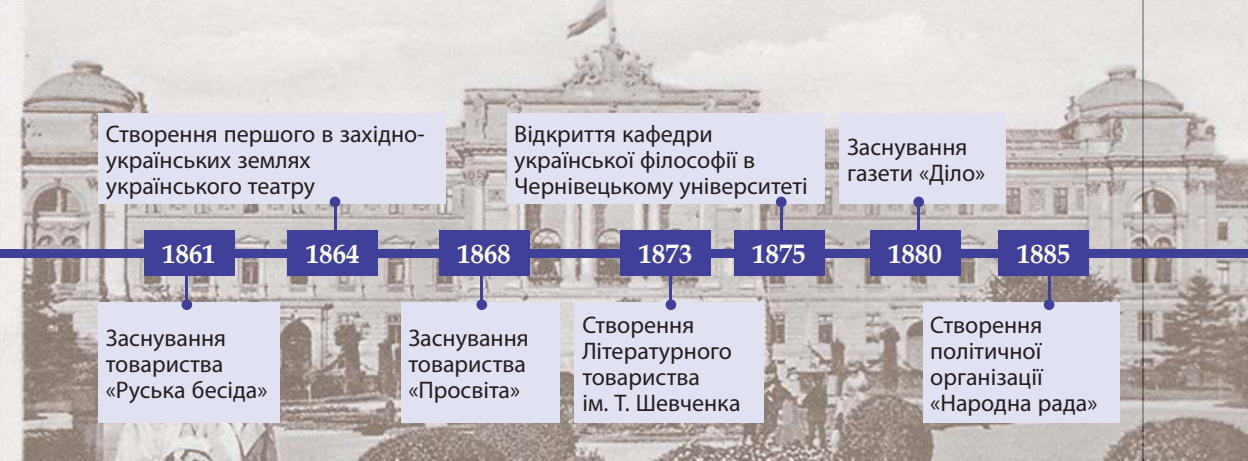 Створення першого в західно-
українських землях
українського театру
Відкриття кафедри
української філософії в
Чернівецькому університеті
Заснування
газети «Діло»
1861
1864
1868
1873
1875
1880
1885
Заснування
товариства
«Руська бесіда»
Заснування
товариства
«Просвіта»
Створення
Літературного
товариства
ім. Т. Шевченка
Створення
політичної
організації
«Народна рада»